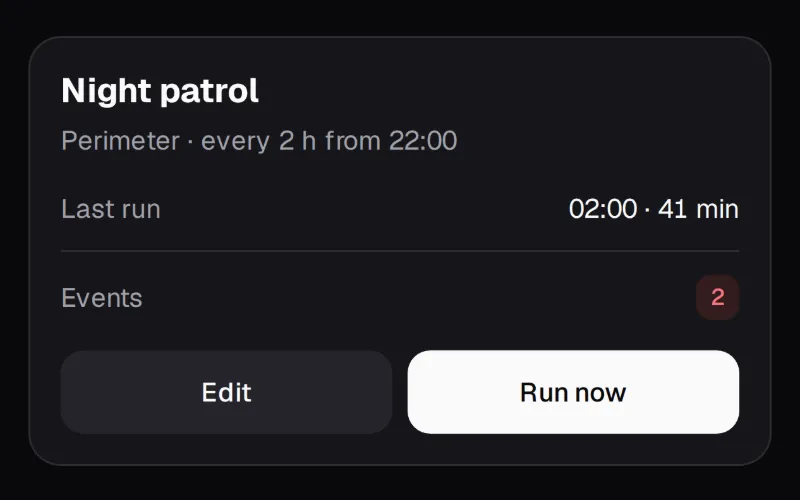 Night patrol
Perimeter · every 2 h from 22:00
Last run 02:00 · 41 min
Events 2
Edit Run now